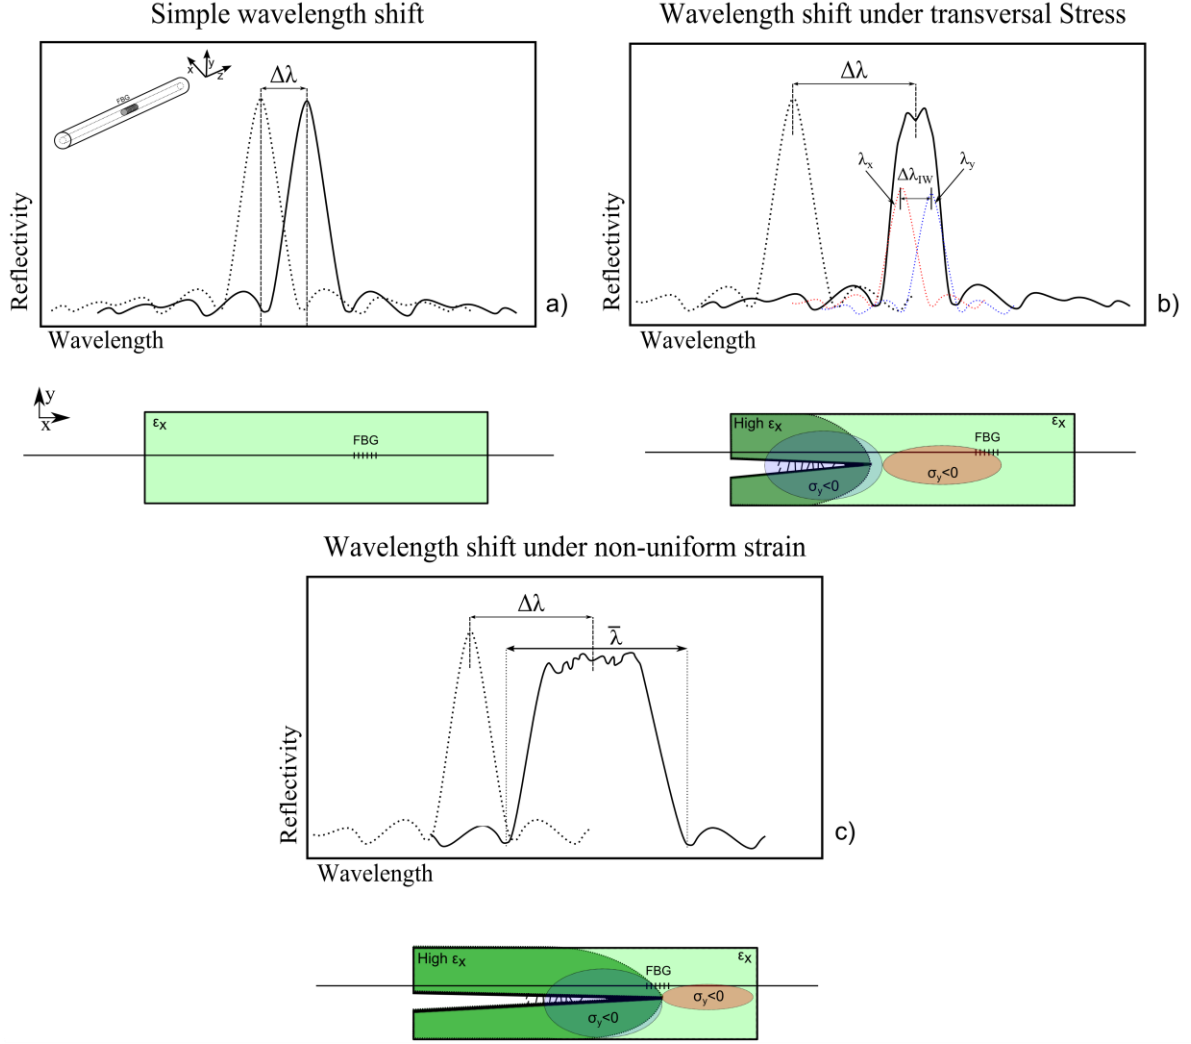 Simple wavelength shift
Wavelength shift under transversal Stress
x
y
z
FBG
Δλ
Reflectivity
Wavelength
a)
Δλ
λx
ΔλIW
λy
Reflectivity
Wavelength
b)
y
x
εx
FBG
High εx
σy<0
σy<0
FBG
εx
Wavelength shift under non-uniform strain
Δλ
λ̅
Reflectivity
Wavelength
c)
High εx
σy<0
FBG
σy<0
εx